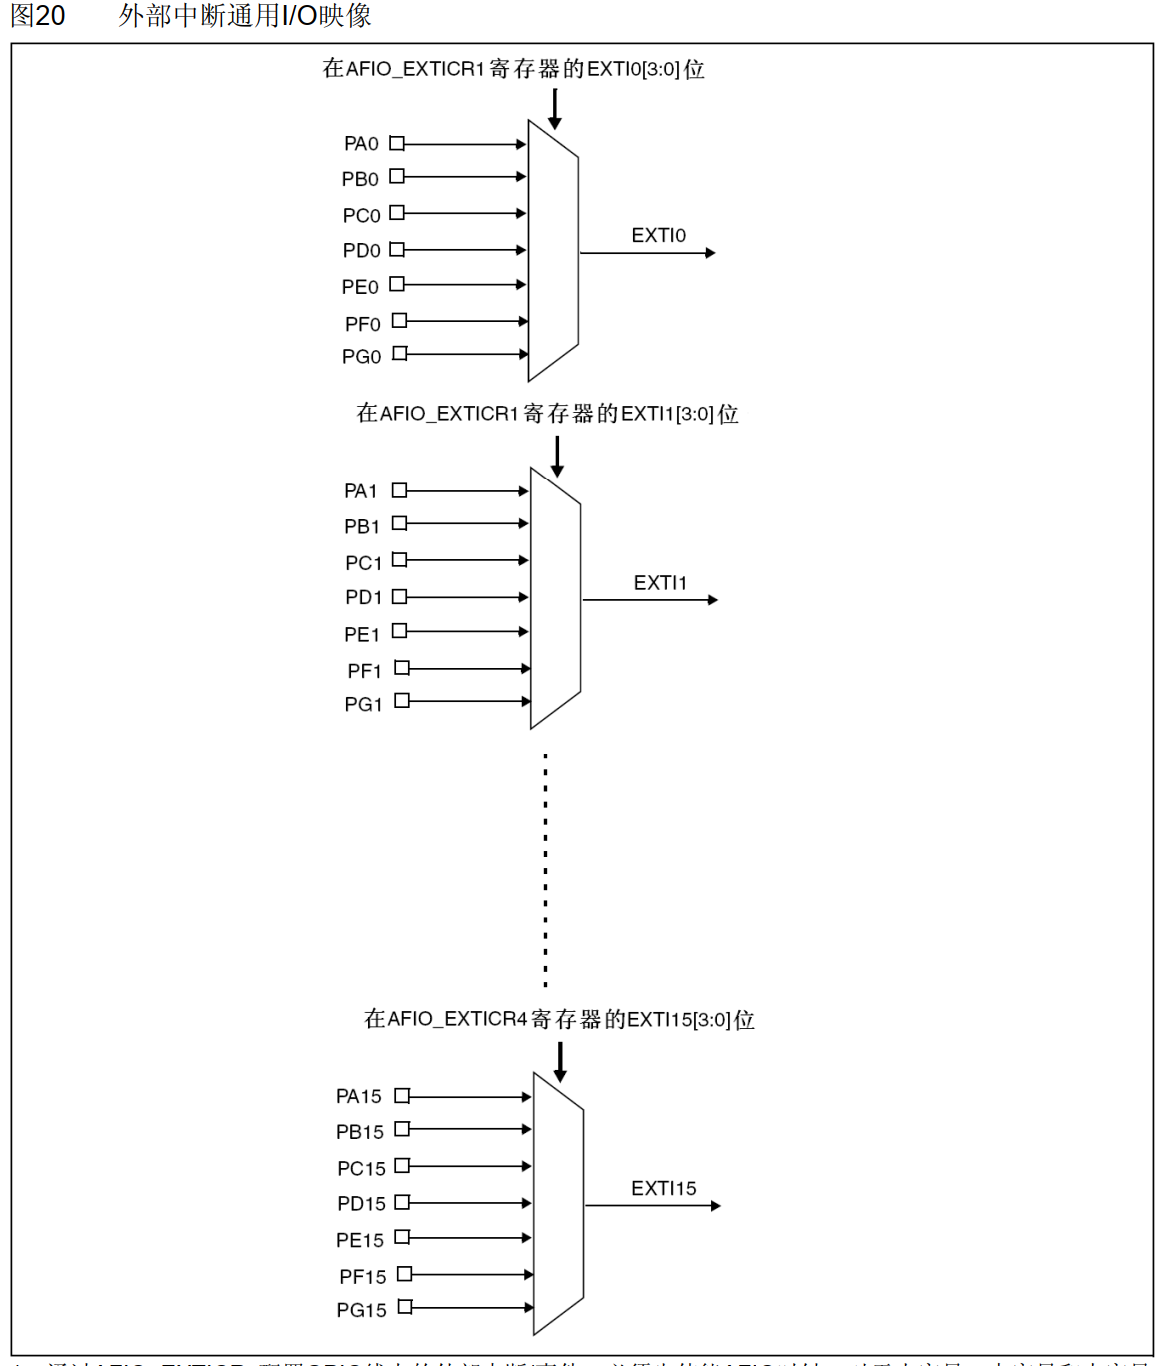 图20 外部中断通用I/O映像
在AFIO_EXTICR1寄存器的EXTI0[3:0]位
PA0
PB0
PC0
PD0
PE0
PF0
PG0
EXTI0
在AFIO_EXTICR1寄存器的EXTI1[3:0]位
PA1
PB1
PC1
PD1
PE1
PF1
PG1
EXTI1
在AFIO_EXTICR4寄存器的EXTI15[3:0]位
PA15
PB15
PC15
PD15
PE15
PF15
PG15
EXTI15